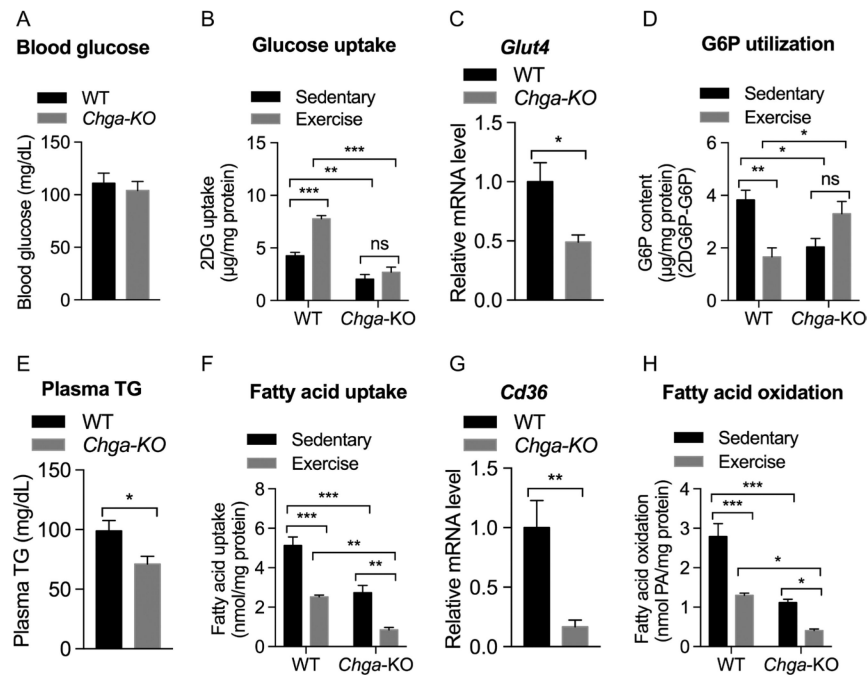 A
Blood glucose
WT
Chga-KO
Blood glucose (mg/dL)
150
100
50
0
B
Glucose uptake
Sedentary
Exercise
2DG uptake
(µg/mg protein)
15
10
5
0
***
**
***
ns
WT
Chga-KO
C
Glut4
WT
Chga-KO
Relative mRNA level
1.5
1.0
0.5
0.0
*
D
G6P utilization
Sedentary
Exercise
G6P content
(µg/mg protein)
(2DG6P-G6P)
6
4
2
0
*
*
**
ns
WT
Chga-KO
E
Plasma TG
WT
Chga-KO
Plasma TG (mg/dL)
150
100
50
0
*
F
Fatty acid uptake
Sedentary
Exercise
Fatty acid uptake
(nmol/mg protein)
8
6
4
2
0
***
***
**
**
WT
Chga-KO
G
Cd36
WT
Chga-KO
Relative mRNA level
1.5
1.0
0.5
0.0
**
H
Fatty acid oxidation
Sedentary
Exercise
Fatty acid oxidation
(nmol PA/mg protein)
4
3
2
1
0
***
***
*
*
WT
Chga-KO